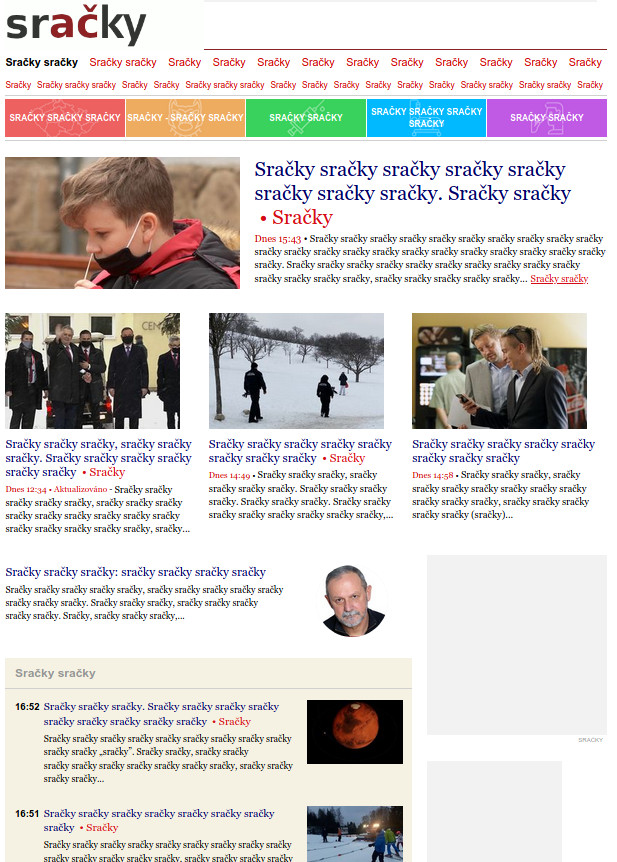 sračky
Sračky sračky Sračky sračky Sračky Sračky Sračky Sračky Sračky Sračky Sračky Sračky Sračky Sračky
Sračky Sračky sračky sračky sračky Sračky Sračky Sračky sračky sračky Sračky Sračky Sračky Sračky Sračky Sračky Sračky Sračky sračky Sračky
SRAČKY SRAČKY SRAČKY
SRAČKY - SRAČKY SRAČKY
SRAČKY SRAČKY
SRAČKY SRAČKY SRAČKY
SRAČKY
SRAČKY SRAČKY
Sračky sračky sračky sračky sračky
sračky sračky sračky. Sračky sračky
• Sračky
Dnes 15:43 • Sračky sračky sračky sračky sračky sračky sračky sračky sračky sračky
sračky sračky sračky sračky sračky sračky sračky sračky sračky sračky sračky sračky
sračky. Sračky sračky sračky sračky sračky sračky sračky sračky sračky sračky
sračky sračky sračky sračky, sračky sračky sračky sračky sračky... Sračky sračky
CEN
Sračky sračky sračky, sračky sračky
sračky. Sračky sračky sračky sračky
sračky sračky • Sračky
Dnes 12:34 • Aktualizováno - Sračky sračky
sračky sračky sračky, sračky sračky sračky
sračky sračky. Sračky sračky sračky sračky
sračky sračky sračky sračky sračky sračky
sračky sračky sračky sračky sračky, sračky...
Sračky sračky sračky sračky sračky
sračky sračky sračky • Sračky
Dnes 14:49 • Sračky sračky sračky, sračky
sračky sračky sračky. Sračky sračky sračky
sračky. Sračky sračky sračky. Sračky sračky
sračky sračky sračky sračky sračky sračky,...
Sračky sračky sračky sračky sračky
sračky sračky sračky
Dnes 14:58 • Sračky sračky sračky, sračky
sračky sračky sračky sračky sračky sračky
sračky sračky sračky, sračky sračky sračky
sračky sračky (sračky)...
Sračky sračky sračky: sračky sračky sračky sračky
Sračky sračky sračky sračky, sračky sračky sračky sračky
sračky sračky sračky. Sračky sračky, sračky sračky sračky
sračky sračky. Sračky, sračky sračky sračky,...
Sračky sračky
16:52 Sračky sračky sračky. Sračky sračky sračky sračky
sračky sračky sračky sračky sračky • Sračky
Sračky sračky sračky sračky sračky sračky sračky sračky
sračky sračky „sračky”. Sračky sračky, sračky sračky
sračky sračky sračky sračky sračky sračky, sračky sračky
sračky sračky...
SRAČKY
16:51 Sračky sračky sračky sračky sračky sračky sračky
sračky • Sračky
Sračky sračky sračky sračky sračky sračky sračky sračky
sračky sračky sračky sračky sračky. sračky sračky sračky